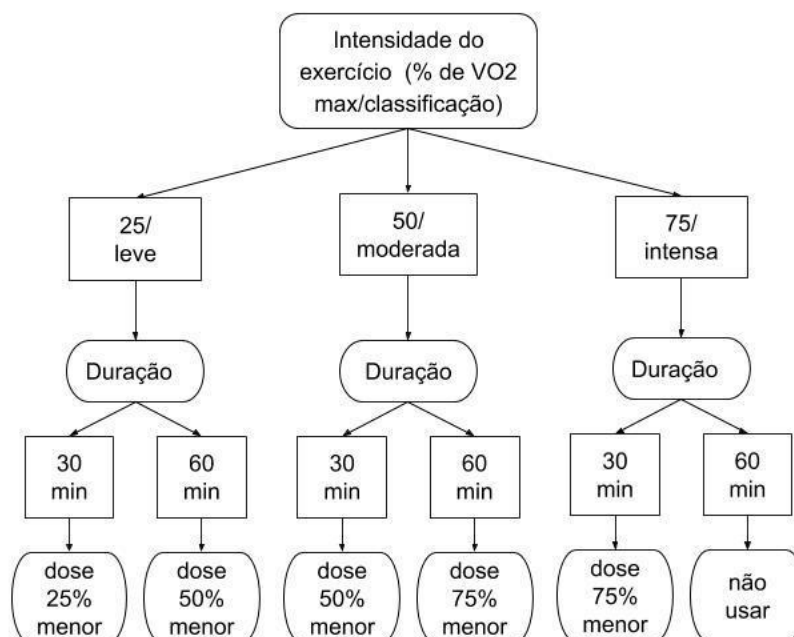 Intensidade do
exercício (% de VO2
max/classificação)
25/
leve
50/
moderada
75/
intensa
Duração
Duração
Duração
30
min
60
min
30
min
60
min
30
min
60
min
dose
25%
menor
dose
50%
menor
dose
50%
menor
dose
75%
menor
dose
75%
menor
não
usar